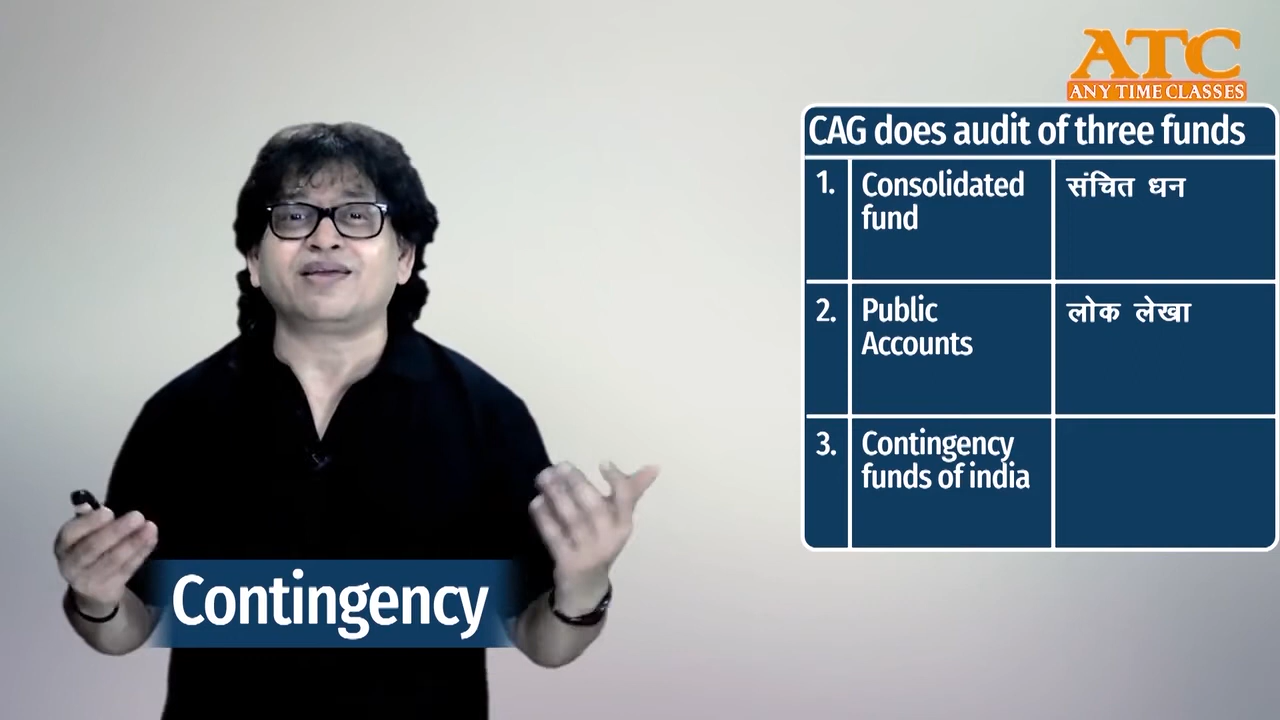 ATC
ANY TIME CLASSES
CAG does audit of three funds
1. Consolidated fund संचित धन
2. Public Accounts लोक लेखा
3. Contingency funds of india
Contingency